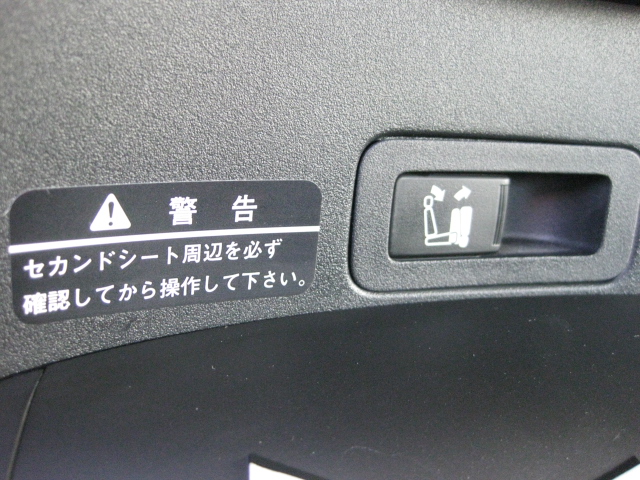 警告
セカンドシート周辺を必ず
確認してから操作して下さい。